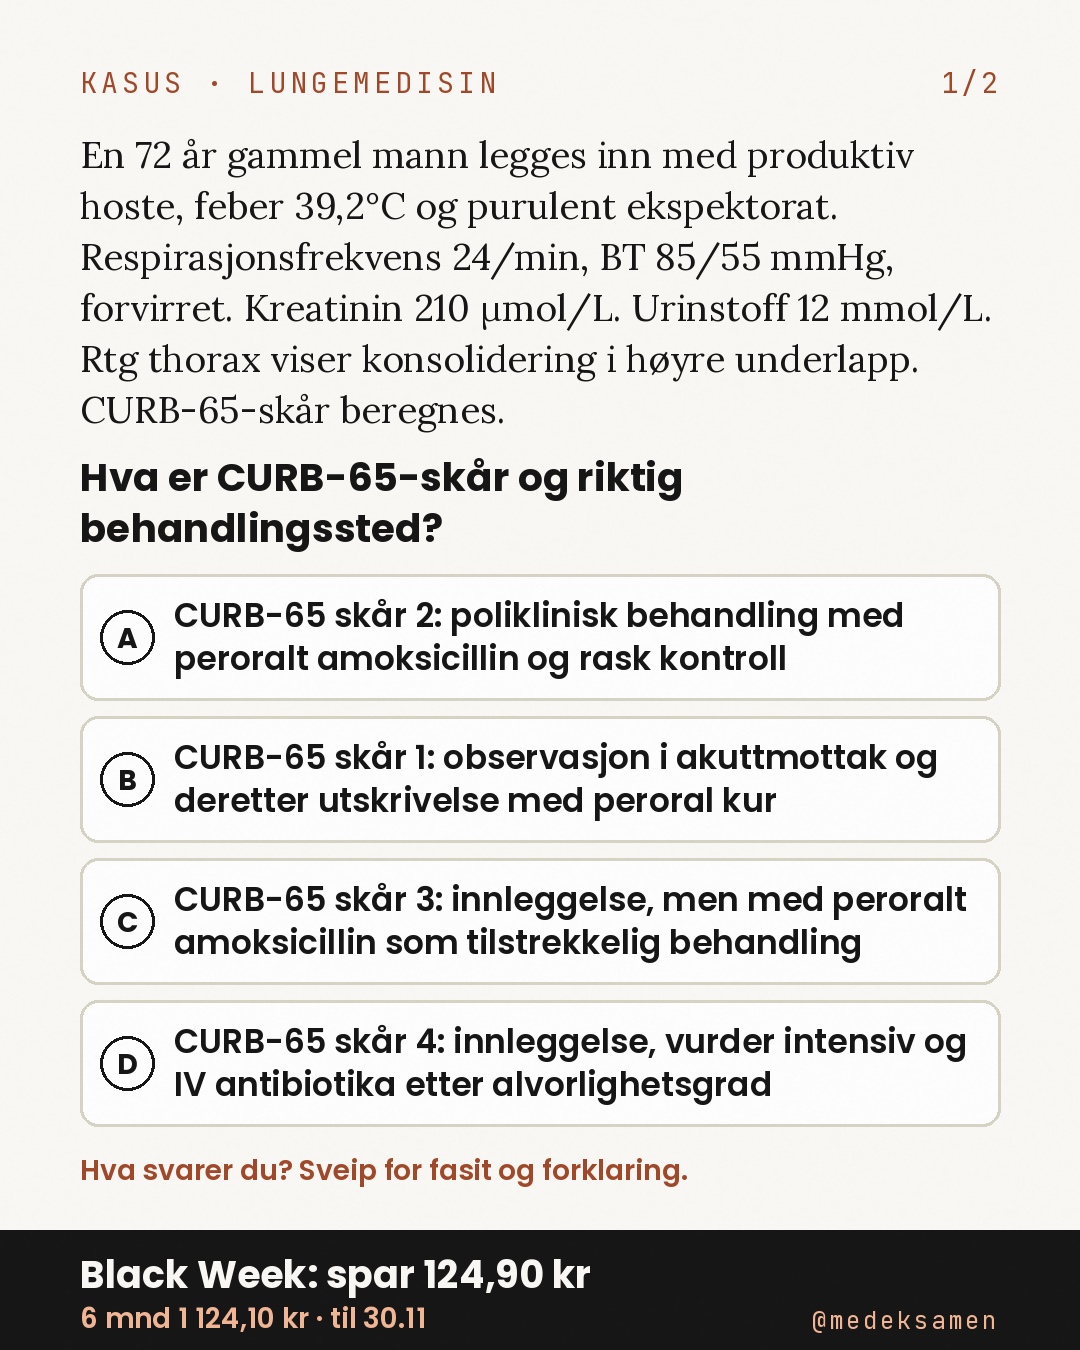 KASUS · LUNGEMEDISIN
1/2
En 72 år gammel mann legges inn med produktiv
hoste, feber 39,2°C og purulent ekspektorat.
Respirasjonsfrekvens 24/min, BT 85/55 mmHg,
forvirret. Kreatinin 210 µmol/L. Urinstoff 12 mmol/L.
Rtg thorax viser konsolidering i høyre underlapp.
CURB-65-skår beregnes.
Hva er CURB-65-skår og riktig
behandlingssted?
A
CURB-65 skår 2: poliklinisk behandling med
peroralt amoksicillin og rask kontroll
B
CURB-65 skår 1: observasjon i akuttmottak og
deretter utskrivelse med peroral kur
C
CURB-65 skår 3: innleggelse, men med peroralt
amoksicillin som tilstrekkelig behandling
D
CURB-65 skår 4: innleggelse, vurder intensiv og
IV antibiotika etter alvorlighetsgrad
Hva svarer du? Sveip for fasit og forklaring.
Black Week: spar 124,90 kr
6 mnd 1 124,10 kr · til 30.11
@medeksamen